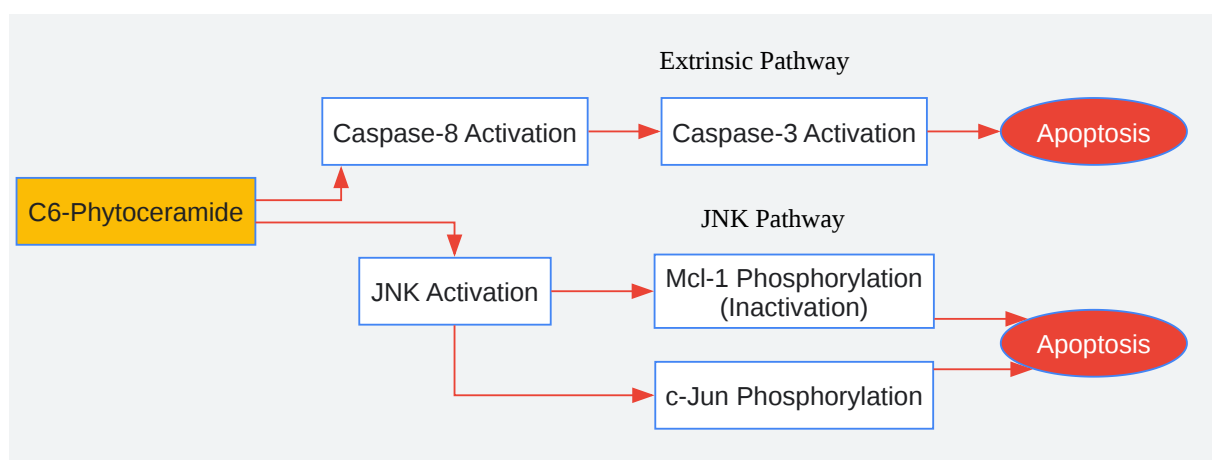 Extrinsic Pathway
Caspase-8 Activation
Caspase-3 Activation
Apoptosis
C6-Phytoceramide
JNK Pathway
JNK Activation
Mcl-1 Phosphorylation
(Inactivation)
Apoptosis
c-Jun Phosphorylation